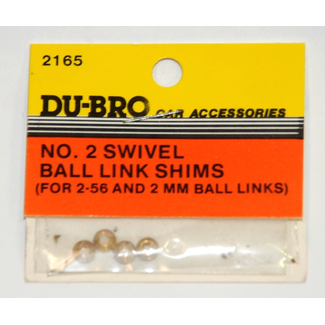 2165
DU-BRO CAR ACCESSORIES
NO. 2 SWIVEL
BALL LINK SHIMS
(FOR 2-56 AND 2 MM BALL LINKS)